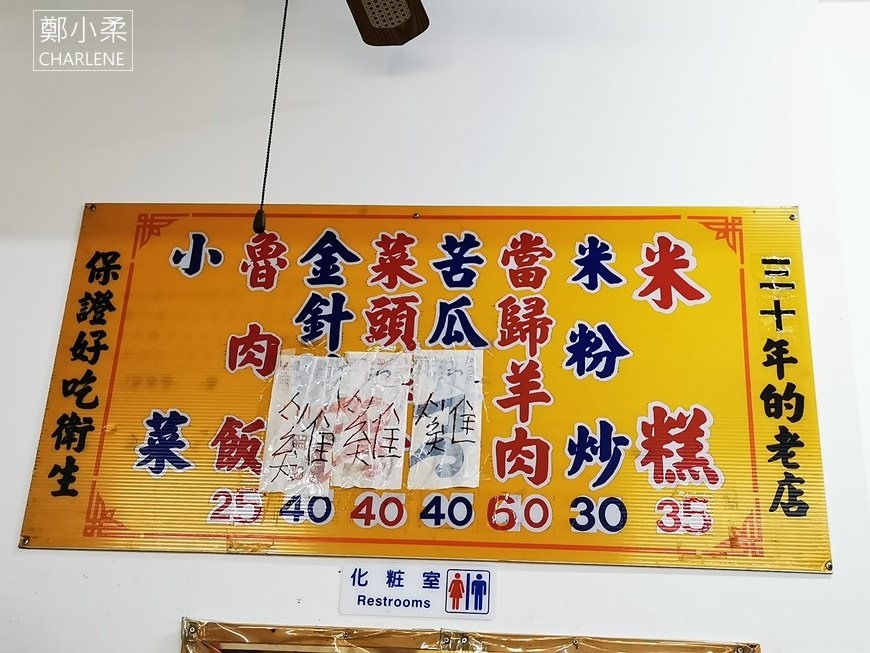 鄭小柔
CHARLENE
三十年的老店
米糕
35
米粉炒
30
當歸羊肉
60
苦瓜
40
菜頭
40
金針
40
魯肉飯
25
小菜
保證好吃衛生
化粧室
Restrooms